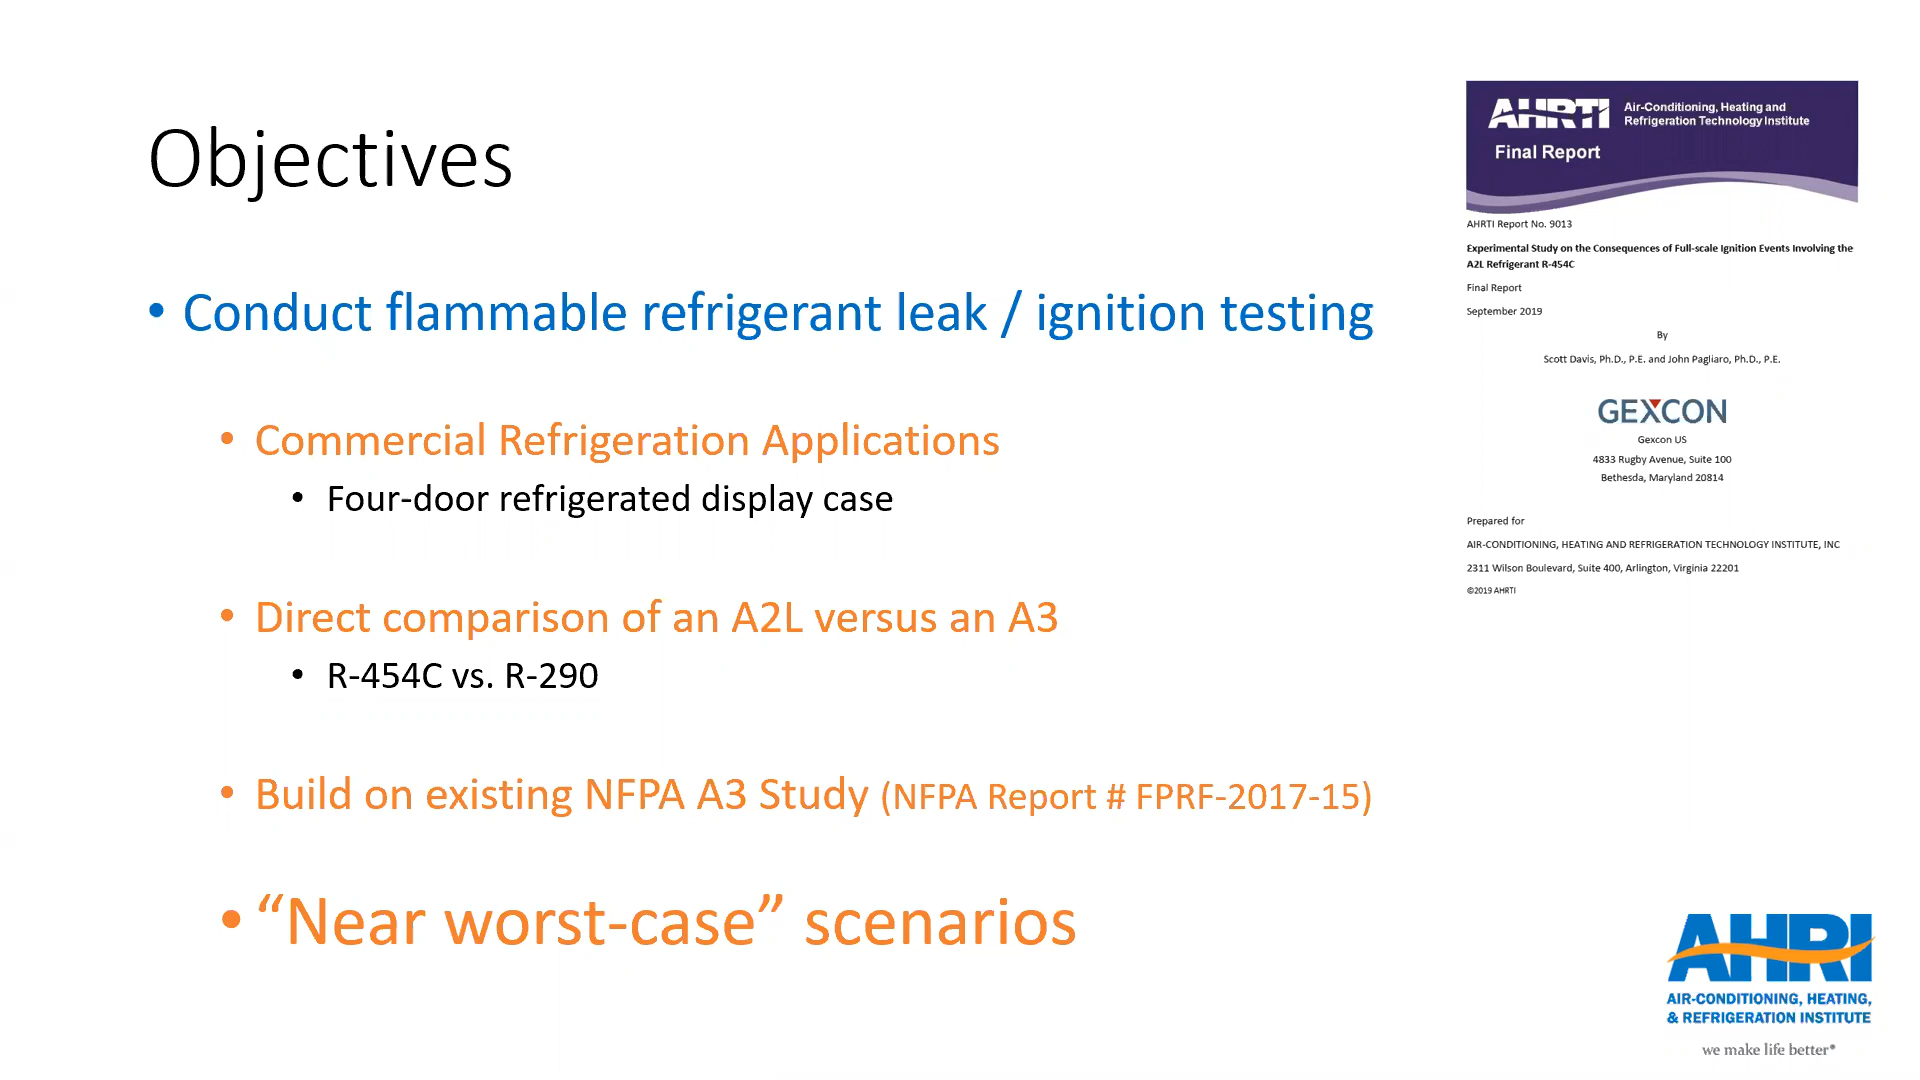 Objectives
• Conduct flammable refrigerant leak / ignition testing
• Commercial Refrigeration Applications
• Four-door refrigerated display case
• Direct comparison of an A2L versus an A3
• R-454C vs. R-290
• Build on existing NFPA A3 Study (NFPA Report # FPRF-2017-15)
• “Near worst-case” scenarios
AHRTI
Air-Conditioning, Heating and
Refrigeration Technology Institute
Final Report
AHRTI Report No. 9013
Experimental Study on the Consequences of Full-scale Ignition Events Involving the
A2L Refrigerant R-454C
Final Report
September 2019
By
Scott Davis, Ph.D., P.E. and John Pagliaro, Ph.D., P.E.
GEXCON
Gexcon US
4833 Rugby Avenue, Suite 100
Bethesda, Maryland 20814
Prepared for
AIR-CONDITIONING, HEATING AND REFRIGERATION TECHNOLOGY INSTITUTE, INC
2311 Wilson Boulevard, Suite 400, Arlington, Virginia 22201
©2019 AHRTI
AHRI
AIR-CONDITIONING, HEATING,
& REFRIGERATION INSTITUTE
we make life better®